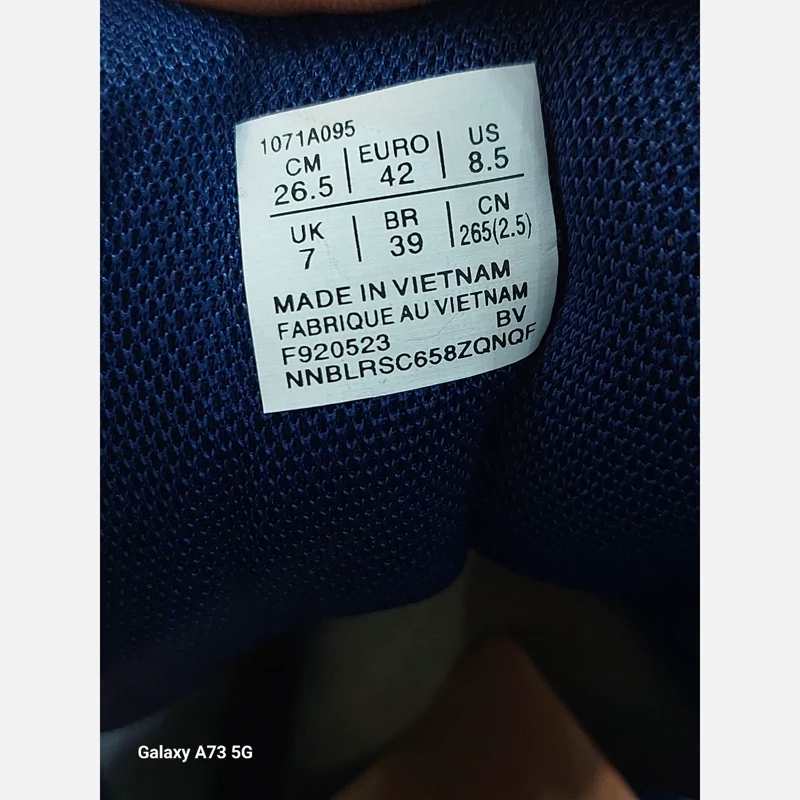 1071A095
CM | EURO | US
26.5 | 42 | 8.5
UK | BR | CN
7 | 39 | 265(2.5)
MADE IN VIETNAM
FABRIQUE AU VIETNAM
F920523 BV
NNBLRSC658ZQNQF
Galaxy A73 5G